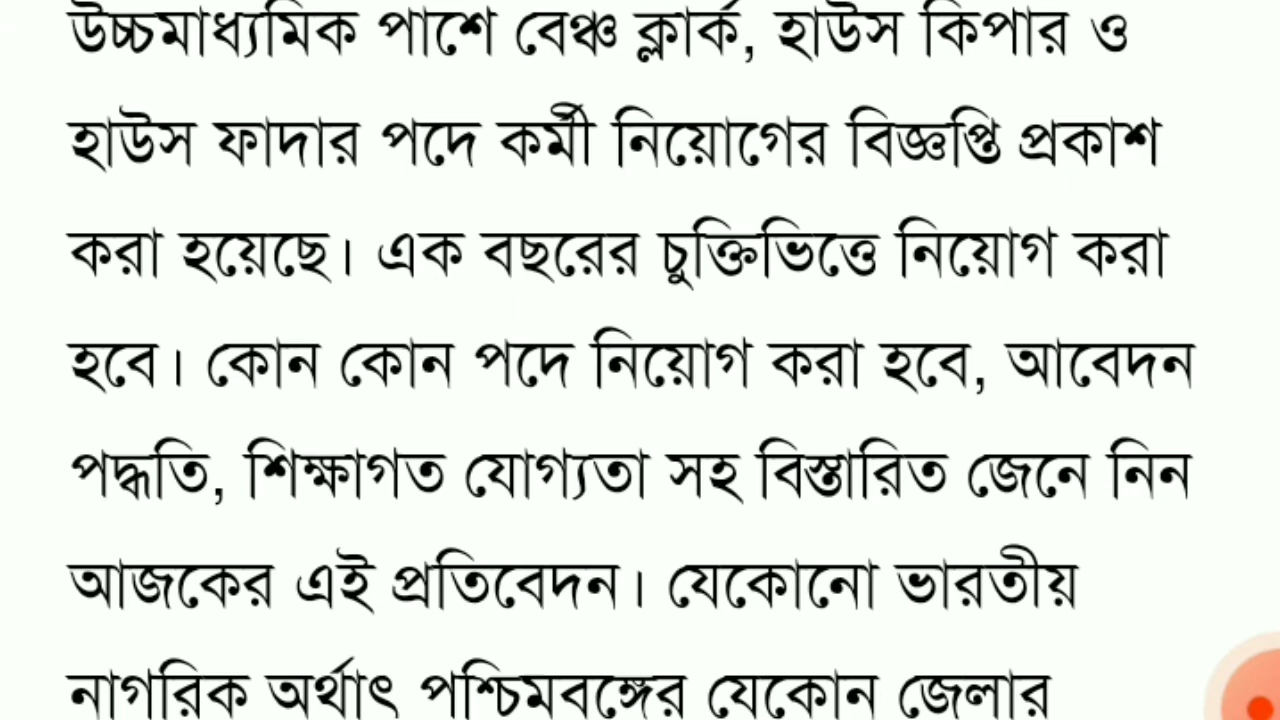 উচ্চমাধ্যমিক পাশে বেঞ্চ ক্লার্ক, হাউস কিপার ও
হাউস ফাদার পদে কর্মী নিয়োগের বিজ্ঞপ্তি প্রকাশ
করা হয়েছে। এক বছরের চুক্তিভিত্তে নিয়োগ করা
হবে। কোন কোন পদে নিয়োগ করা হবে, আবেদন
পদ্ধতি, শিক্ষাগত যোগ্যতা সহ বিস্তারিত জেনে নিন
আজকের এই প্রতিবেদন। যেকোনো ভারতীয়
নাগরিক অর্থাৎ পশ্চিমবঙ্গের যেকোন জেলার